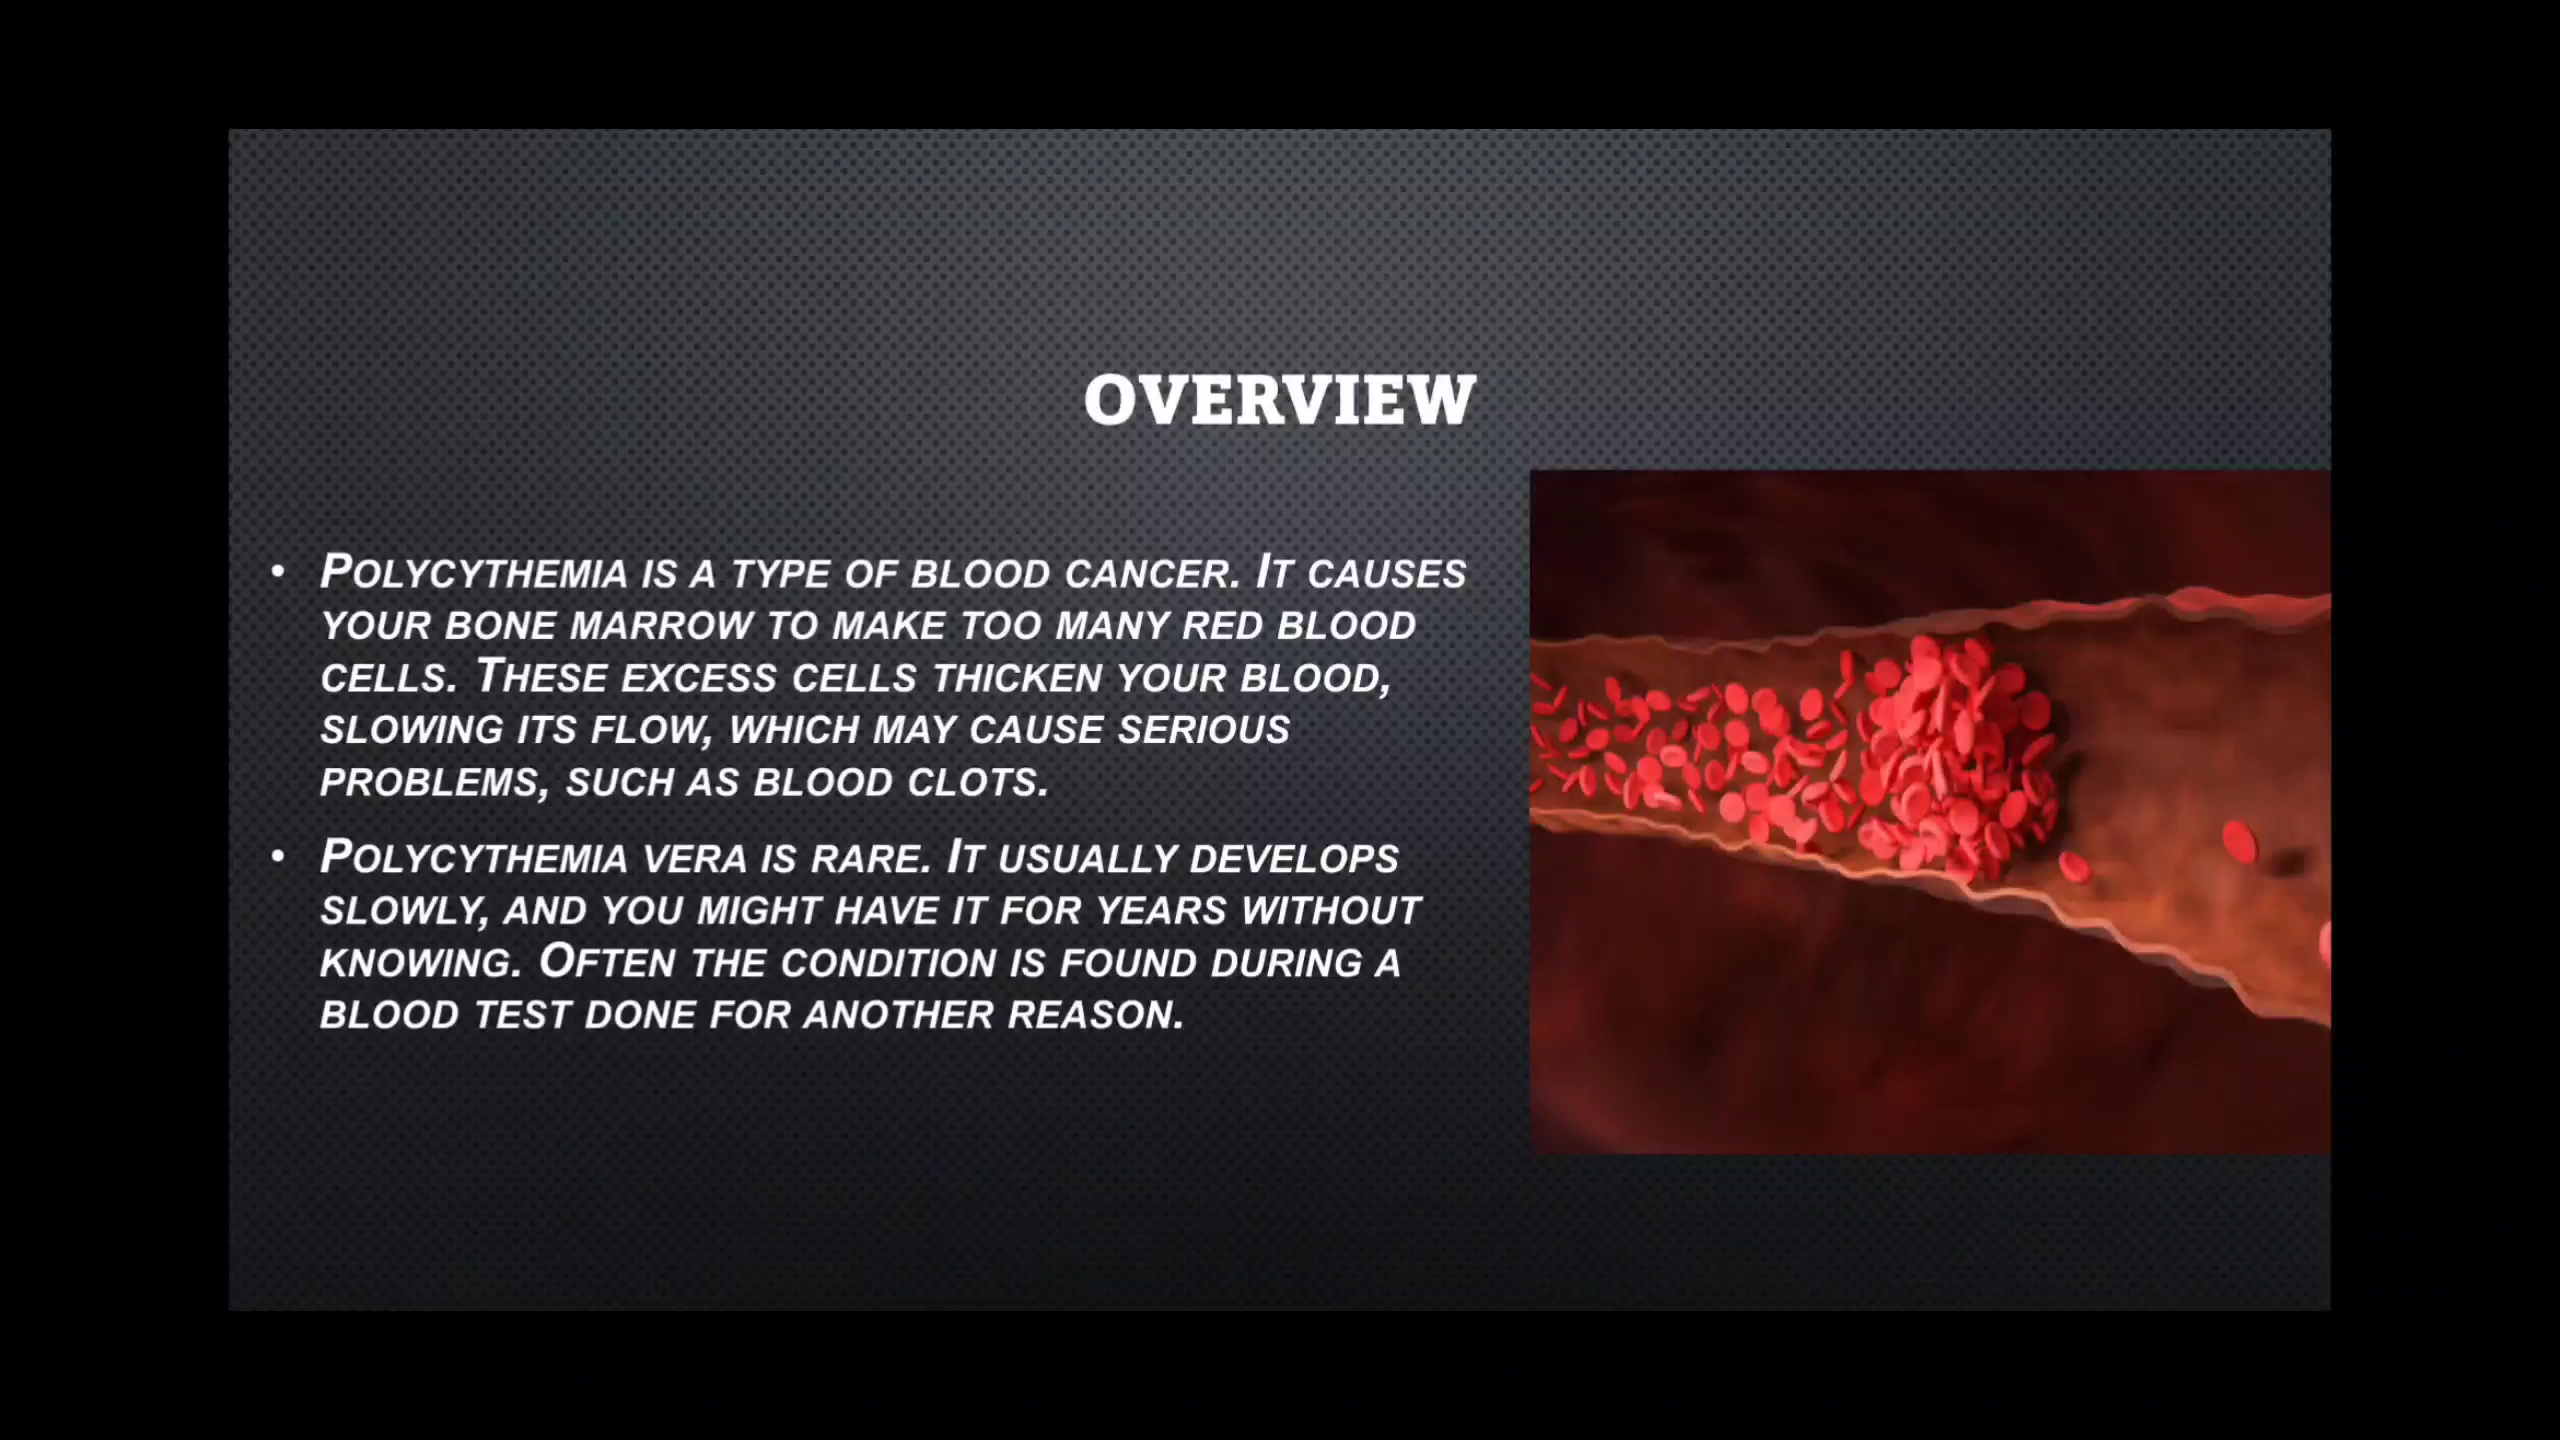 OVERVIEW
• POLYCYTHEMIA IS A TYPE OF BLOOD CANCER. IT CAUSES
YOUR BONE MARROW TO MAKE TOO MANY RED BLOOD
CELLS. THESE EXCESS CELLS THICKEN YOUR BLOOD,
SLOWING ITS FLOW, WHICH MAY CAUSE SERIOUS
PROBLEMS, SUCH AS BLOOD CLOTS.
• POLYCYTHEMIA VERA IS RARE. IT USUALLY DEVELOPS
SLOWLY, AND YOU MIGHT HAVE IT FOR YEARS WITHOUT
KNOWING. OFTEN THE CONDITION IS FOUND DURING A
BLOOD TEST DONE FOR ANOTHER REASON.